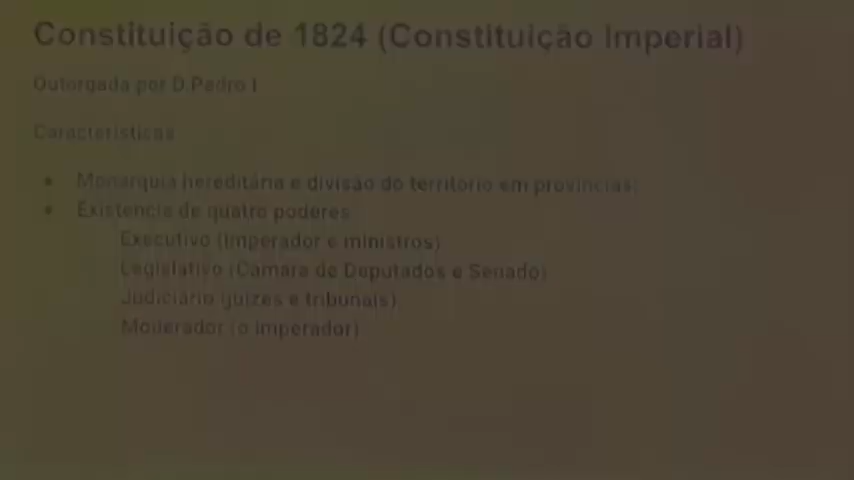 Constituição de 1824 (Constituição Imperial)
Outorgada por D.Pedro I
Características
• Monarquia hereditária e divisão do território em províncias;
• Existência de quatro poderes
Executivo (Imperador e ministros)
Legislativo (Câmara de Deputados e Senado)
Judiciário (juízes e tribunais)
Moderador (o imperador)